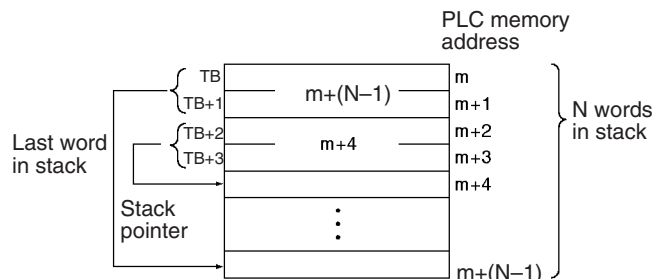 PLC memory
address
TB
m
m+(N–1)
TB+1
m+1
N words
in stack
Last word
in stack
TB+2
m+2
m+4
TB+3
m+3
m+4
Stack
pointer
m+(N–1)